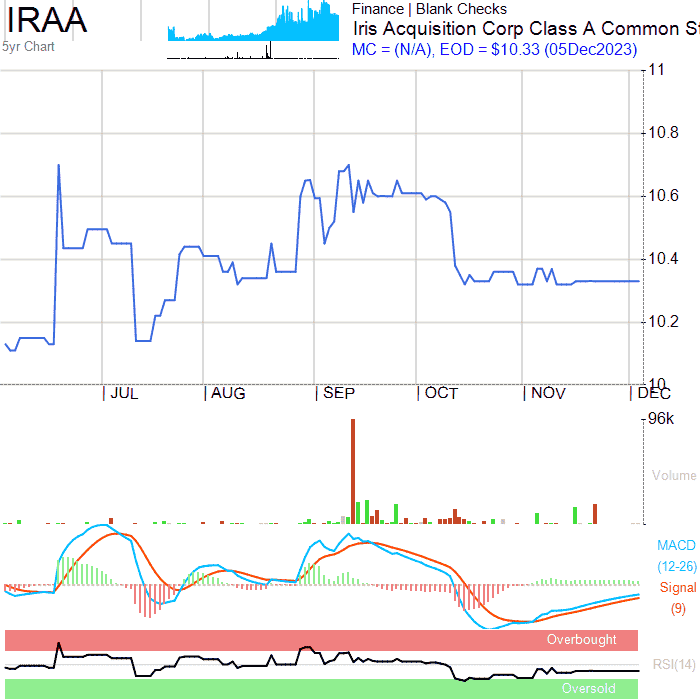 IRAA
5yr Chart
Finance | Blank Checks
Iris Acquisition Corp Class A Common St
MC = (N/A), EOD = $10.33 (05Dec2023)
11
10.8
10.6
10.4
10.2
10
JUL AUG SEP OCT NOV DEC
96k
Volume
MACD
(12-26)
Signal
(9)
Overbought
RSI(14)
Oversold